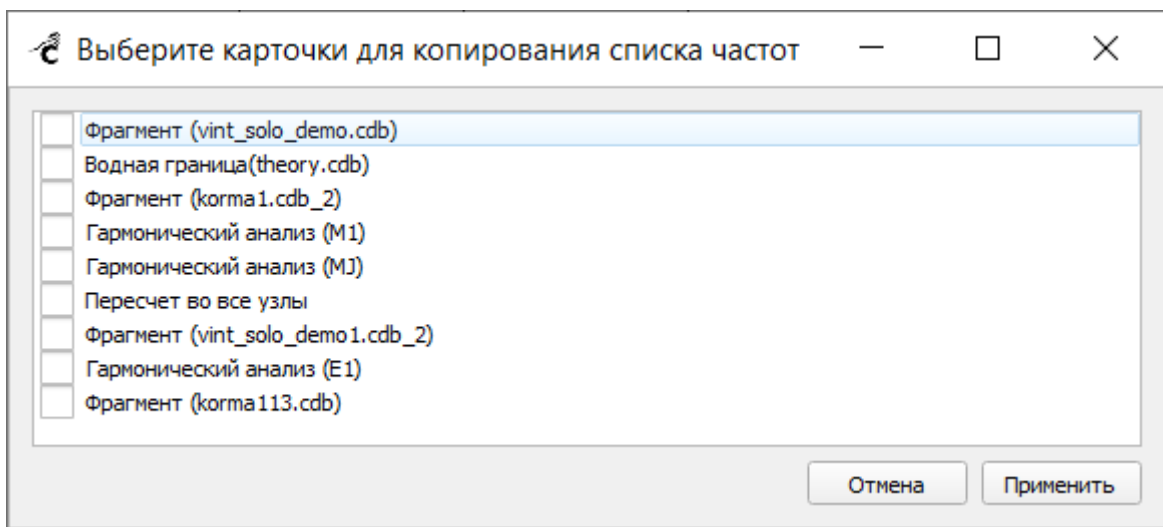 Выберите карточки для копирования списка частот
Фрагмент (vint_solo_demo.cdb)
Водная граница(theory.cdb)
Фрагмент (korma1.cdb_2)
Гармонический анализ (M1)
Гармонический анализ (MJ)
Пересчет во все узлы
Фрагмент (vint_solo_demo1.cdb_2)
Гармонический анализ (E1)
Фрагмент (korma113.cdb)
Отмена Применить